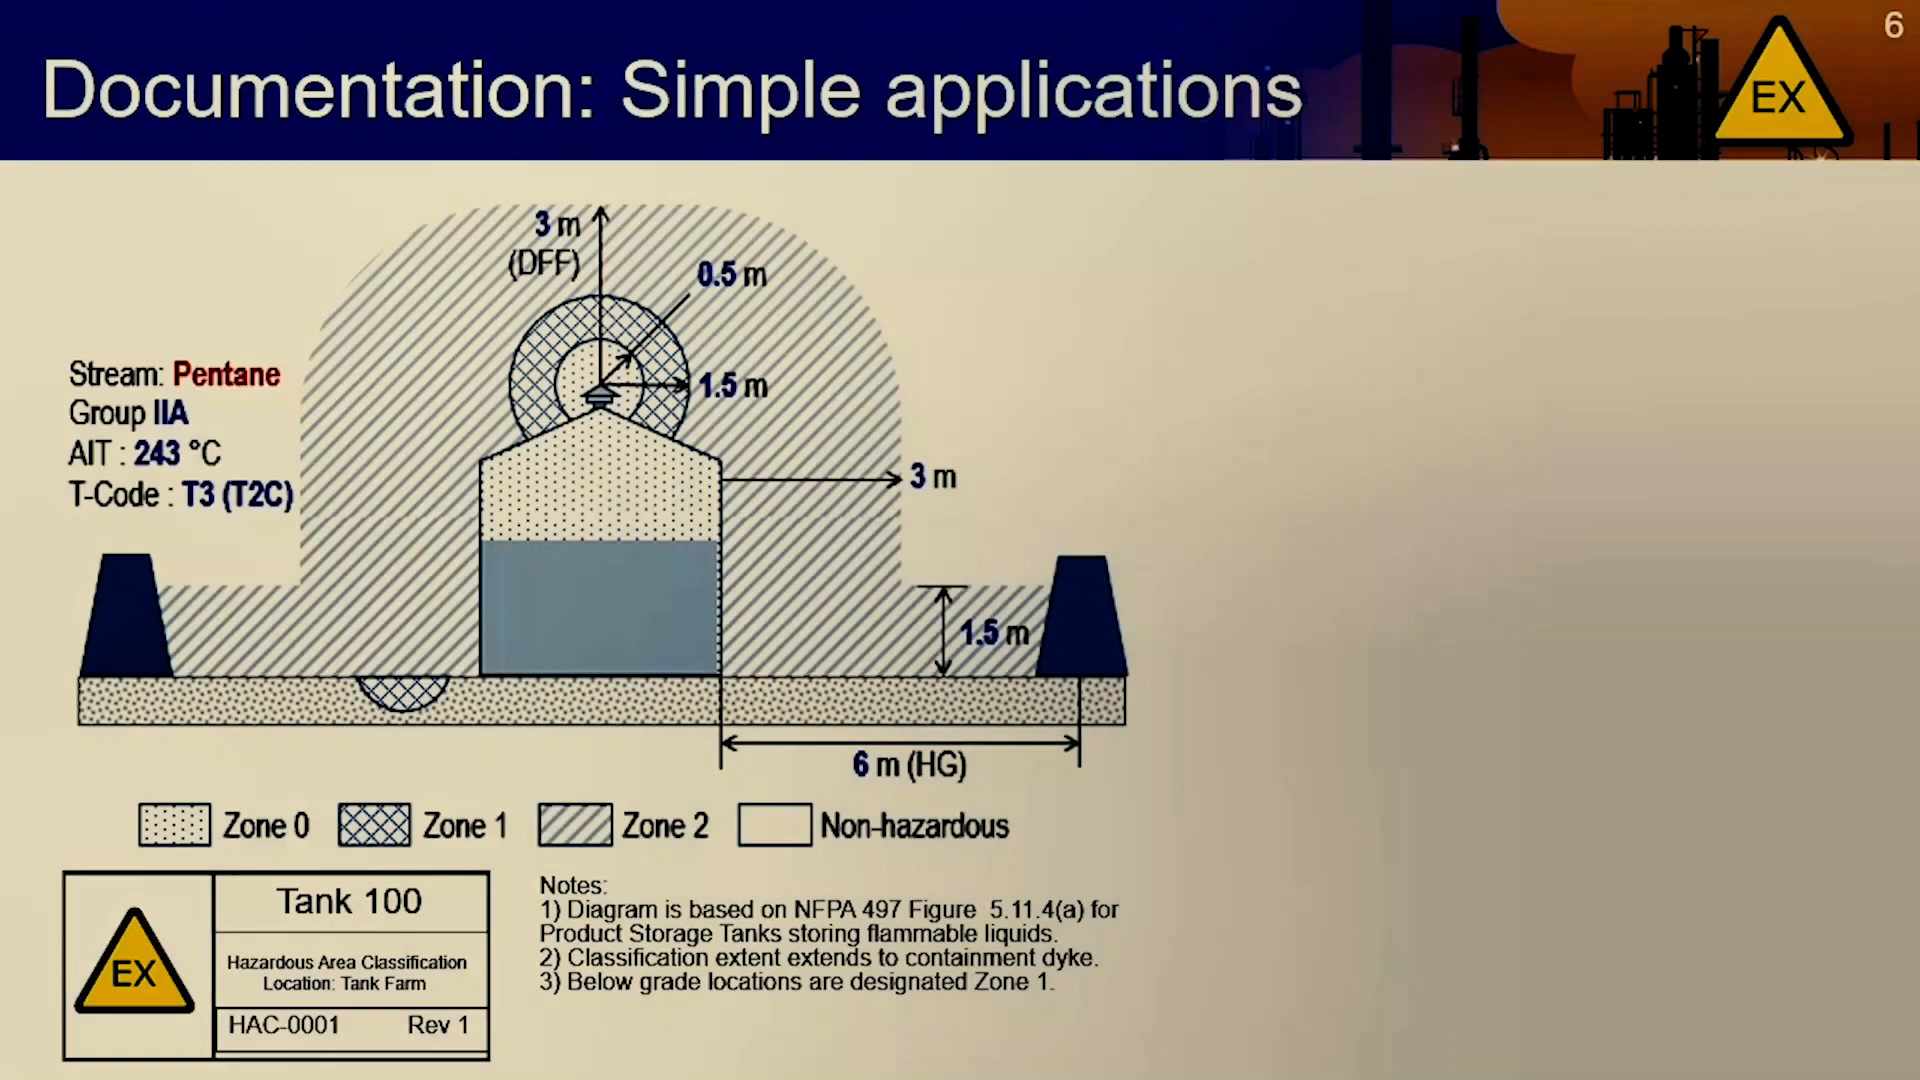 6
Documentation: Simple applications
EX
3 m
(DFF)
0.5 m
1.5 m
Stream: Pentane
Group IIA
AIT : 243 °C
T-Code : T3 (T2C)
3 m
1.5 m
6 m (HG)
Zone 0
Zone 1
Zone 2
Non-hazardous
EX
Tank 100
Hazardous Area Classification
Location: Tank Farm
HAC-0001 Rev 1
Notes:
1) Diagram is based on NFPA 497 Figure 5.11.4(a) for
Product Storage Tanks storing flammable liquids.
2) Classification extent extends to containment dyke.
3) Below grade locations are designated Zone 1.